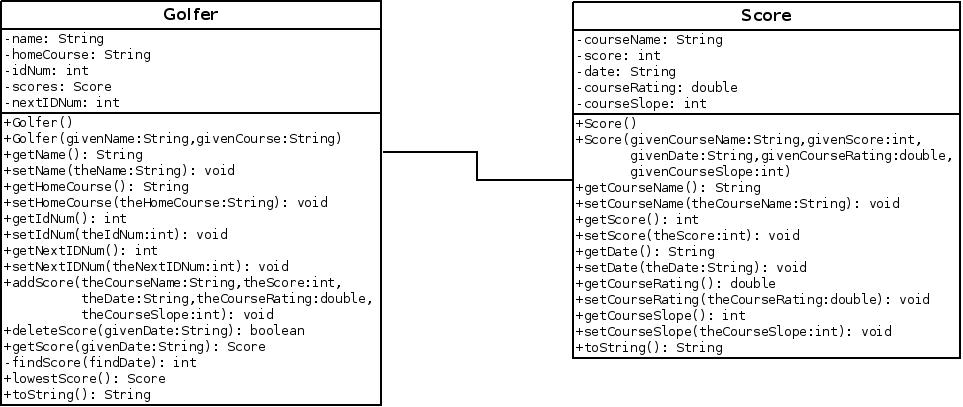 Golfer
-name: String
-homeCourse: String
-idNum: int
-scores: Score
-nextIDNum: int
+Golfer()
+Golfer(givenName:String,givenCourse:String)
+getName(): String
+setName(theName:String): void
+getHomeCourse(): String
+setHomeCourse(theHomeCourse:String): void
+getIdNum(): int
+setIdNum(theIdNum:int): void
+getNextIDNum(): int
+setNextIDNum(theNextIDNum:int): void
+addScore(theCourseName:String,theScore:int,
theDate:String,theCourseRating:double,
theCourseSlope:int): void
+deleteScore(givenDate:String): boolean
+getScore(givenDate:String): Score
-findScore(findDate): int
+lowestScore(): Score
+toString(): String
Score
-courseName: String
-score: int
-date: String
-courseRating: double
-courseSlope: int
+Score()
+Score(givenCourseName:String,givenScore:int,
givenDate:String,givenCourseRating:double,
givenCourseSlope:int)
+getCourseName(): String
+setCourseName(theCourseName:String): void
+getScore(): int
+setScore(theScore:int): void
+getDate(): String
+setDate(theDate:String): void
+getCourseRating(): double
+setCourseRating(theCourseRating:double): void
+getCourseSlope(): int
+setCourseSlope(theCourseSlope:int): void
+toString(): String